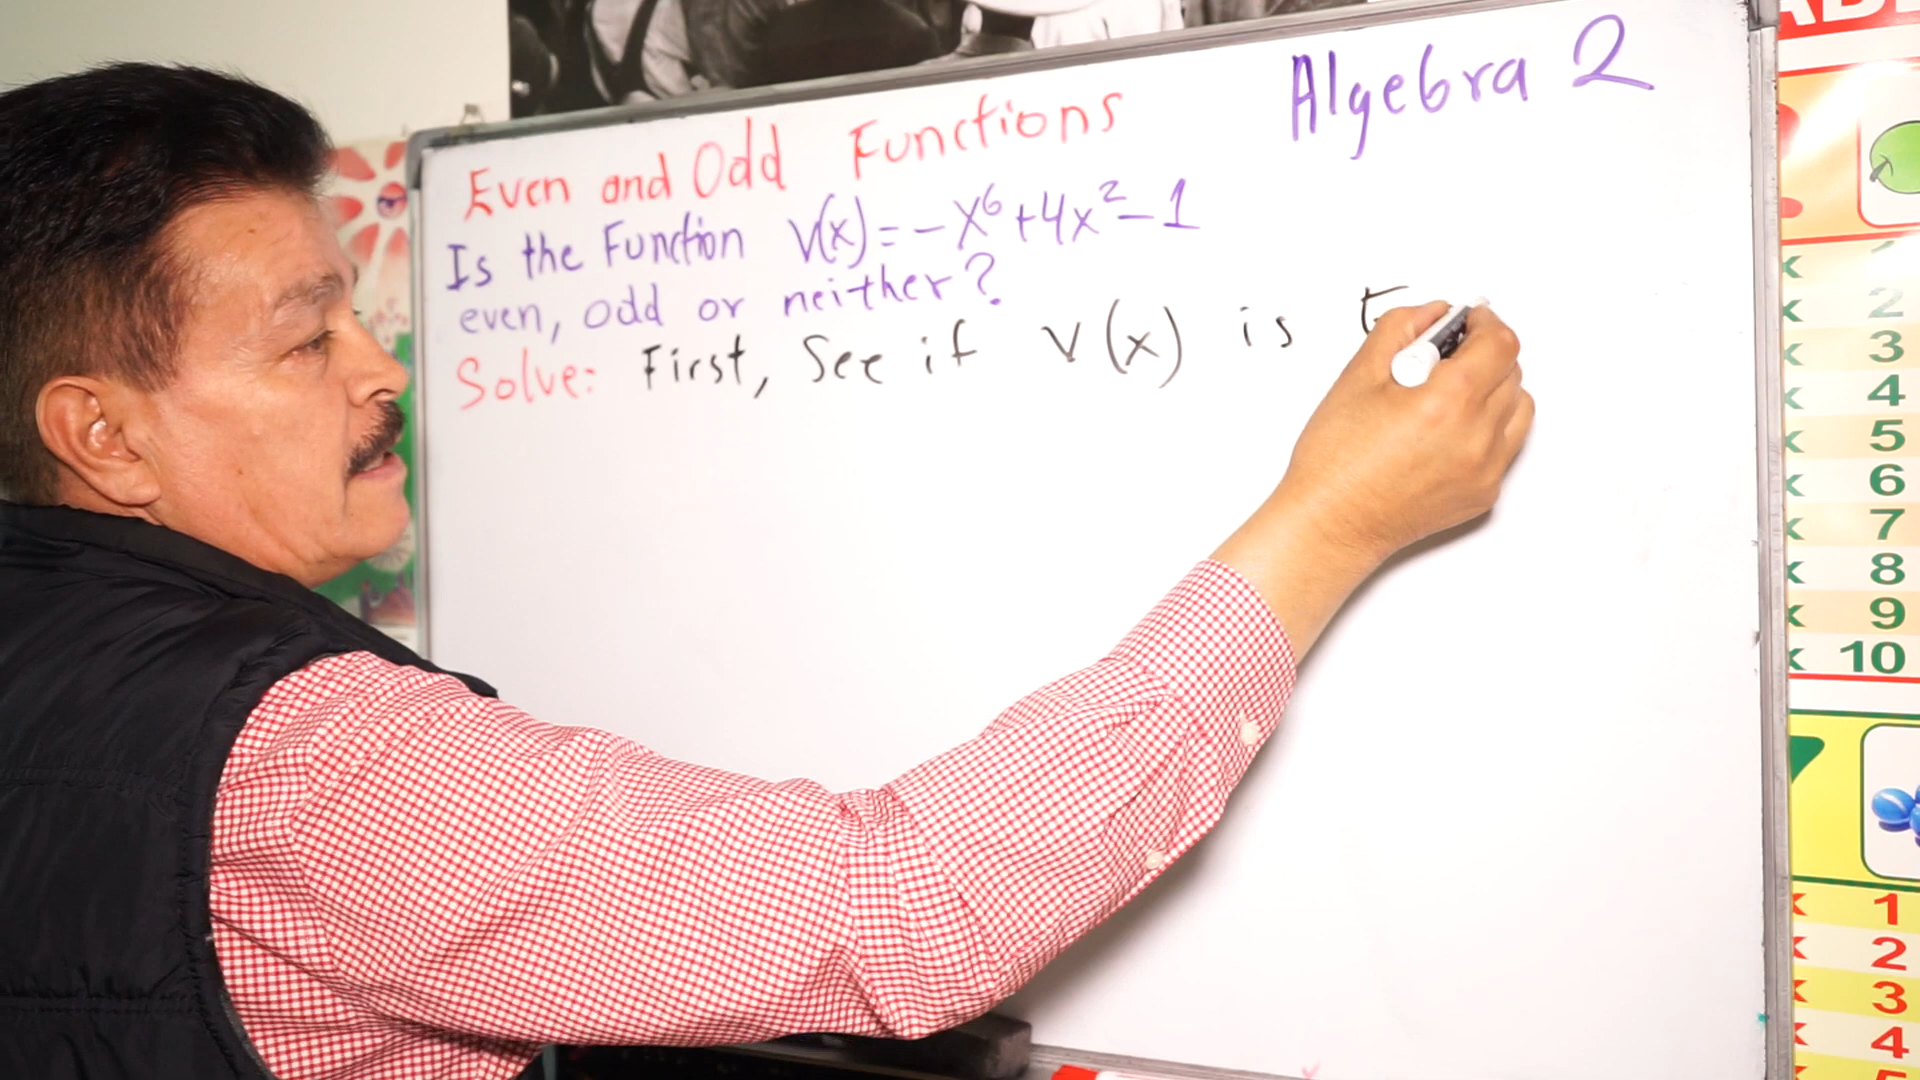 Algebra 2
Even and Odd Functions
Is the Function V(x)=-x⁶+4x²-1
even, odd or neither?
Solve: First, See if V(x) is
1
2
3
4
5
6
7
8
9
10
1
2
3
4